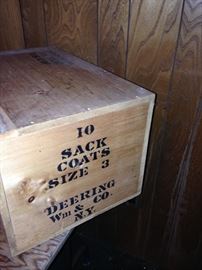 10
SACK
COATS
SIZE 3
DEERING
Wm & CO.
N.Y.